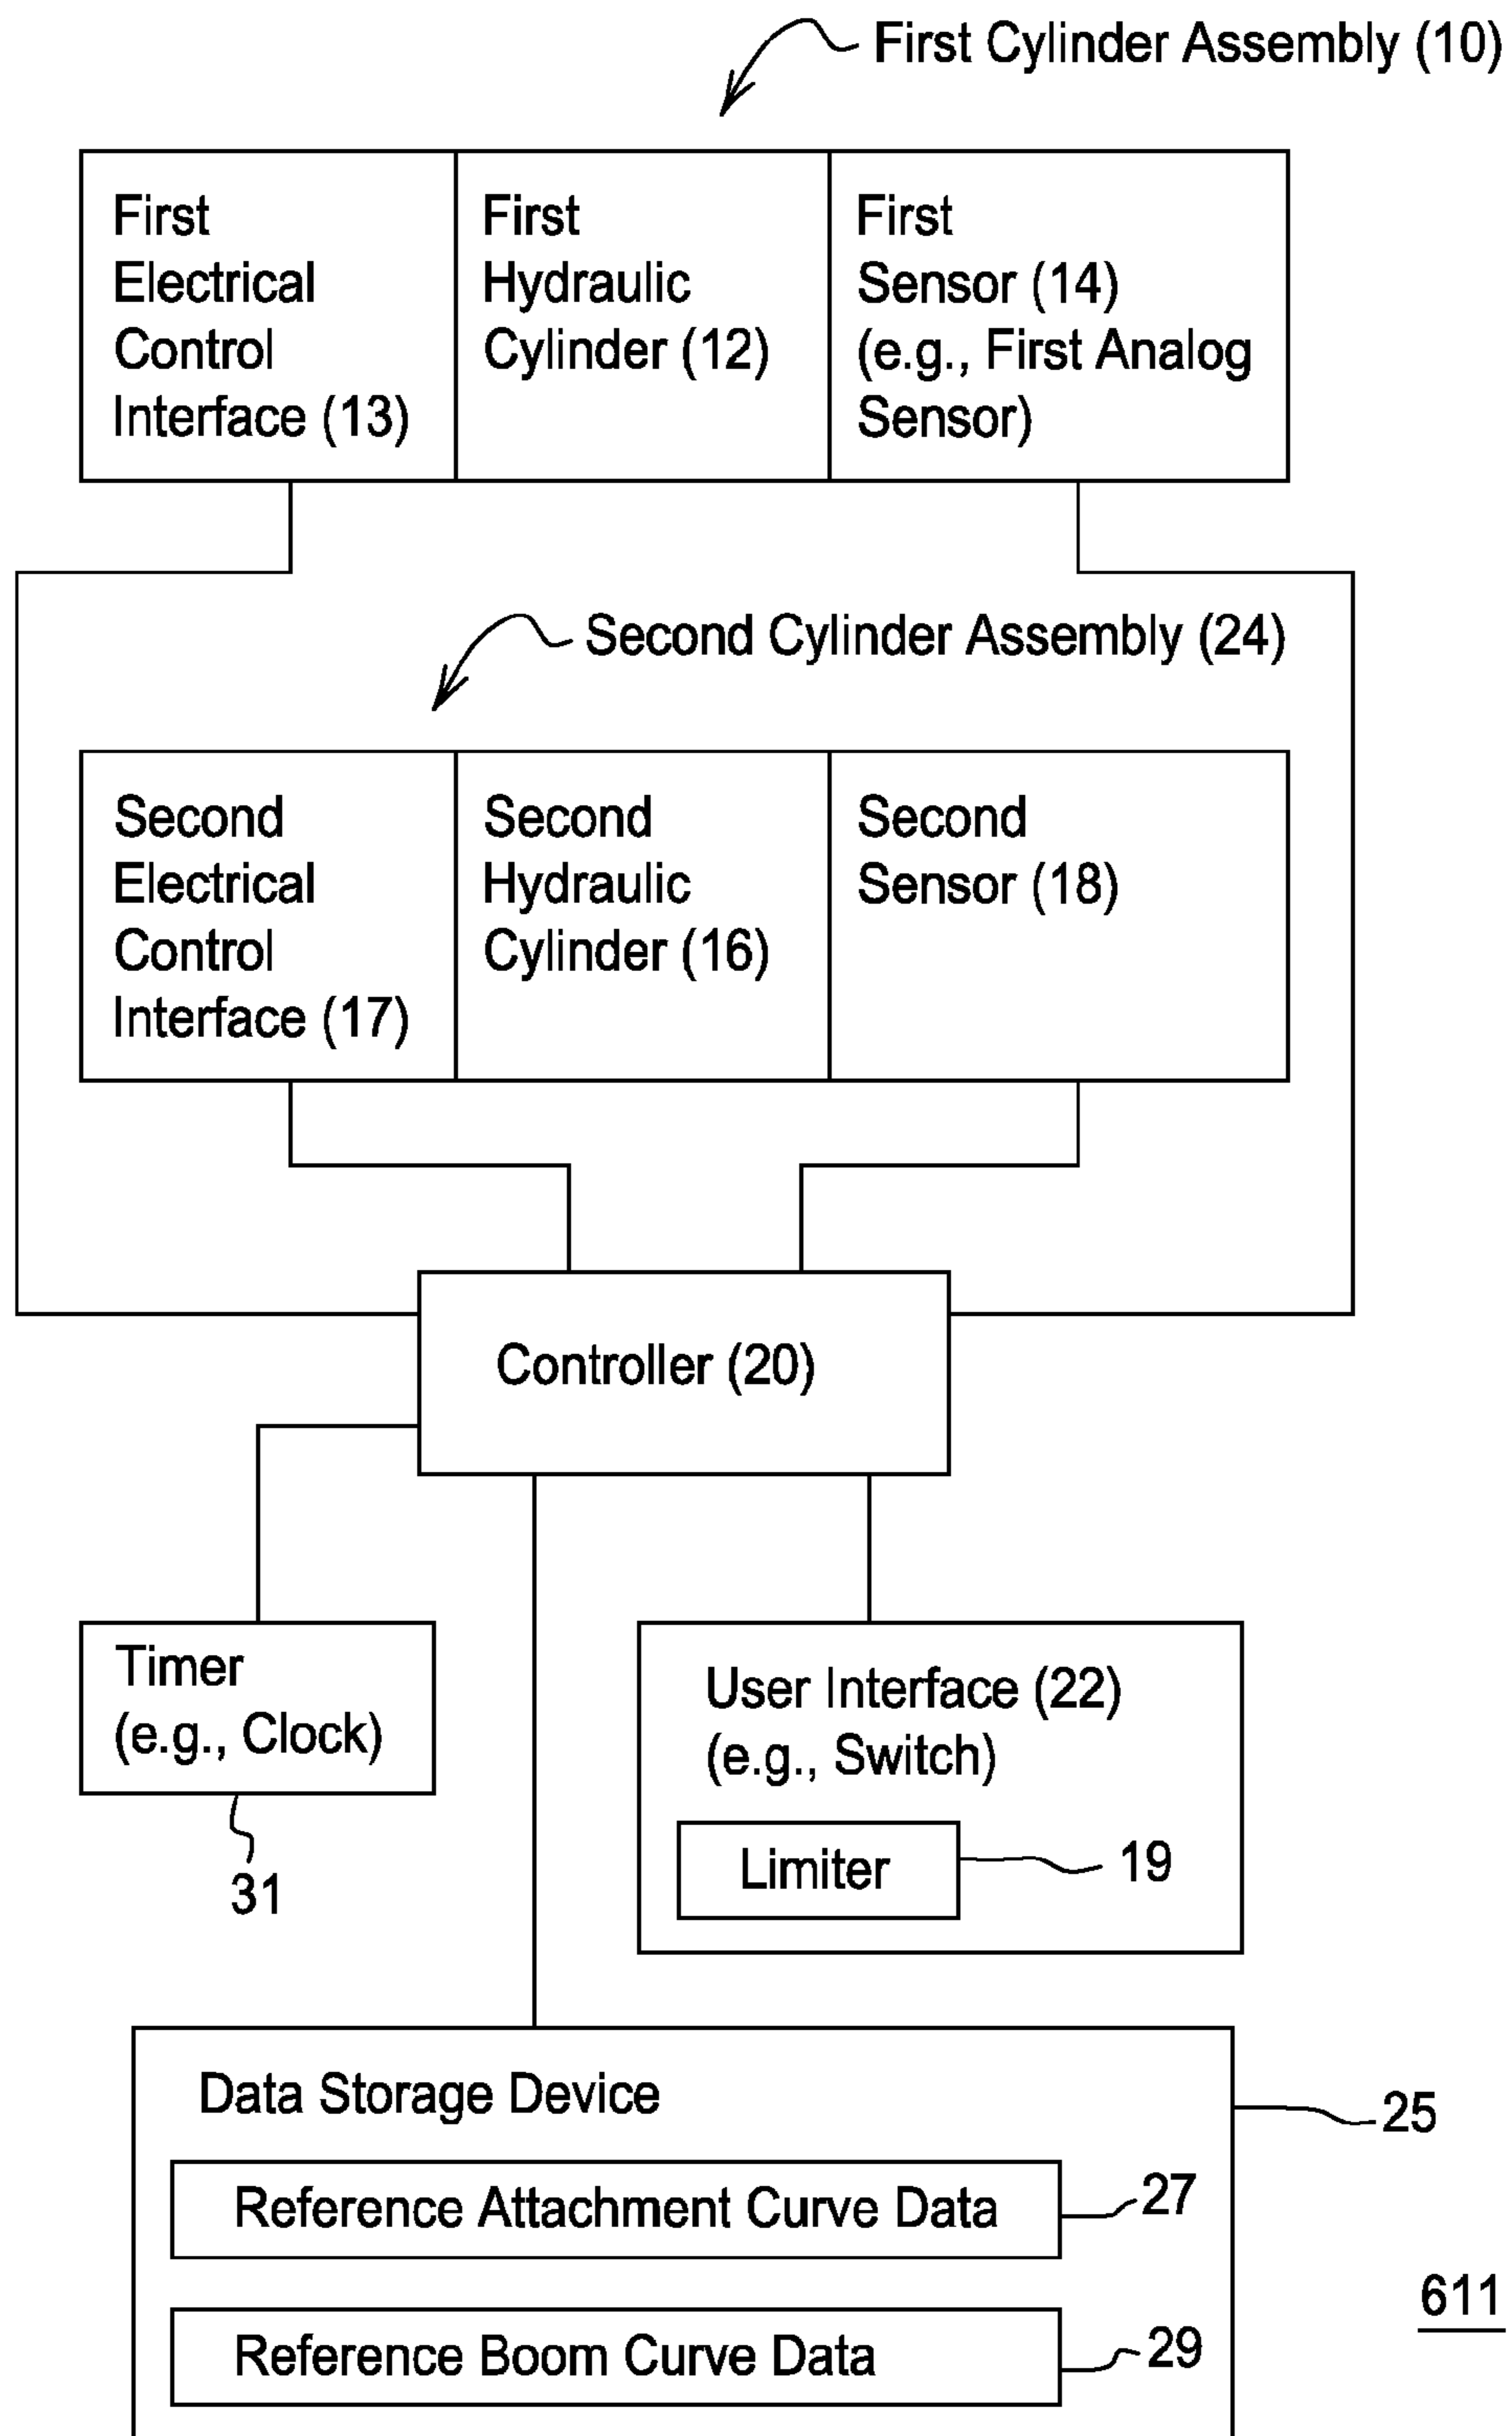 First Cylinder Assembly (10)
First
Electrical
Control
Interface (13)
First
Hydraulic
Cylinder (12)
First
Sensor (14)
(e.g., First Analog
Sensor)
Second Cylinder Assembly (24)
Second
Electrical
Control
Interface (17)
Second
Hydraulic
Cylinder (16)
Second
Sensor (18)
Controller (20)
Timer
(e.g., Clock)
31
User Interface (22)
(e.g., Switch)
Limiter
19
Data Storage Device
25
Reference Attachment Curve Data
27
Reference Boom Curve Data
29
611